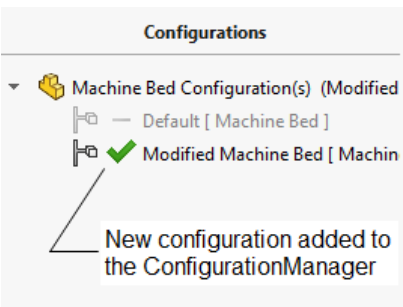 Configurations
Machine Bed Configuration(s) (Modified
Default [ Machine Bed ]
Modified Machine Bed [ Machin
New configuration added to
the ConfigurationManager